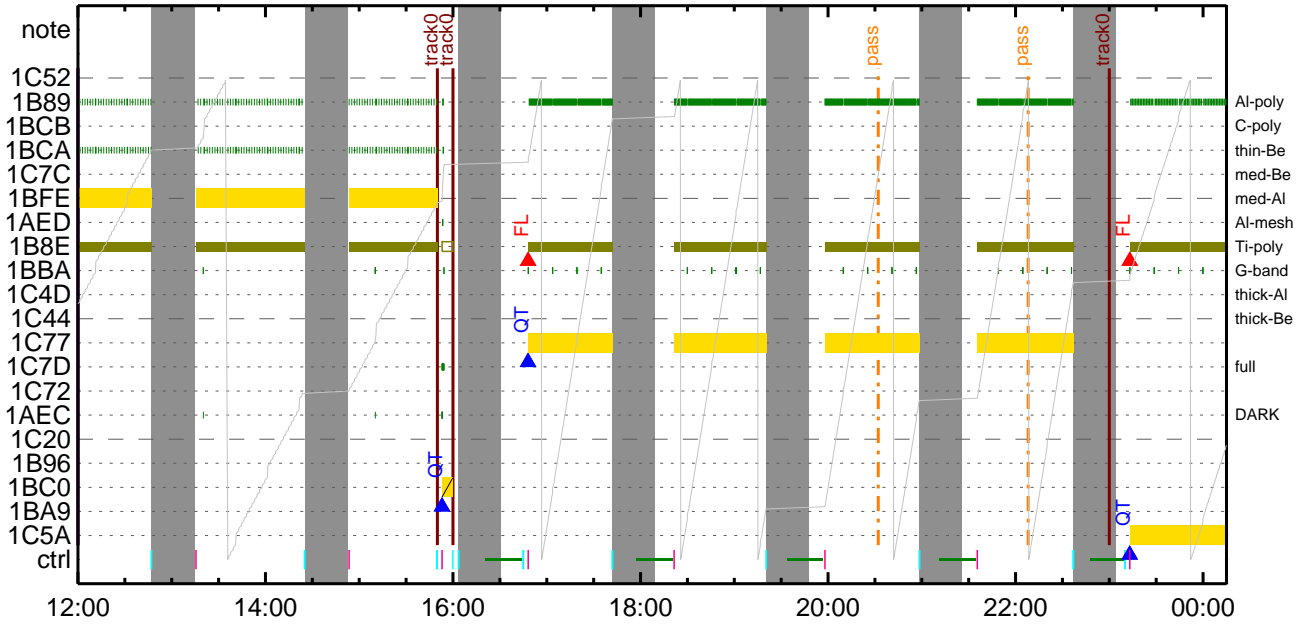 note
track0
track0
pass
pass
track0
1C52
1B89 Al-poly
1BCB C-poly
1BCA thin-Be
1C7C med-Be
1BFE med-Al
1AED Al-mesh
FL
FL
1B8E Ti-poly
1BBA G-band
1C4D thick-Al
1C44 thick-Be
QT
1C77
1C7D full
1C72
1AEC DARK
1C20
QT
1B96
1BC0
1BA9
QT
1C5A
ctrl
12:00 14:00 16:00 18:00 20:00 22:00 00:00